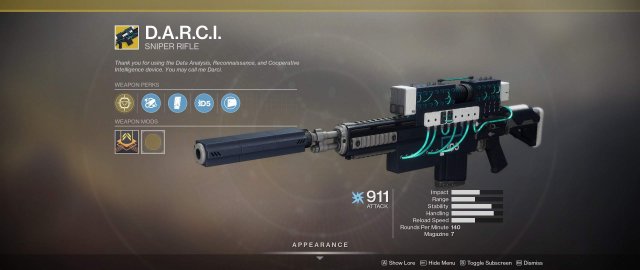 D.A.R.C.I.
SNIPER RIFLE
Thank you for using the Data Analysis, Reconnaissance, and Cooperative
Intelligence device. You may call me Darci.
WEAPON PERKS
WEAPON MODS
911
ATTACK
Impact
Range
Stability
Handling
Reload Speed
Rounds Per Minute 140
Magazine 7
APPEARANCE
Show Lore Hide Menu Toggle Subscreen Dismiss